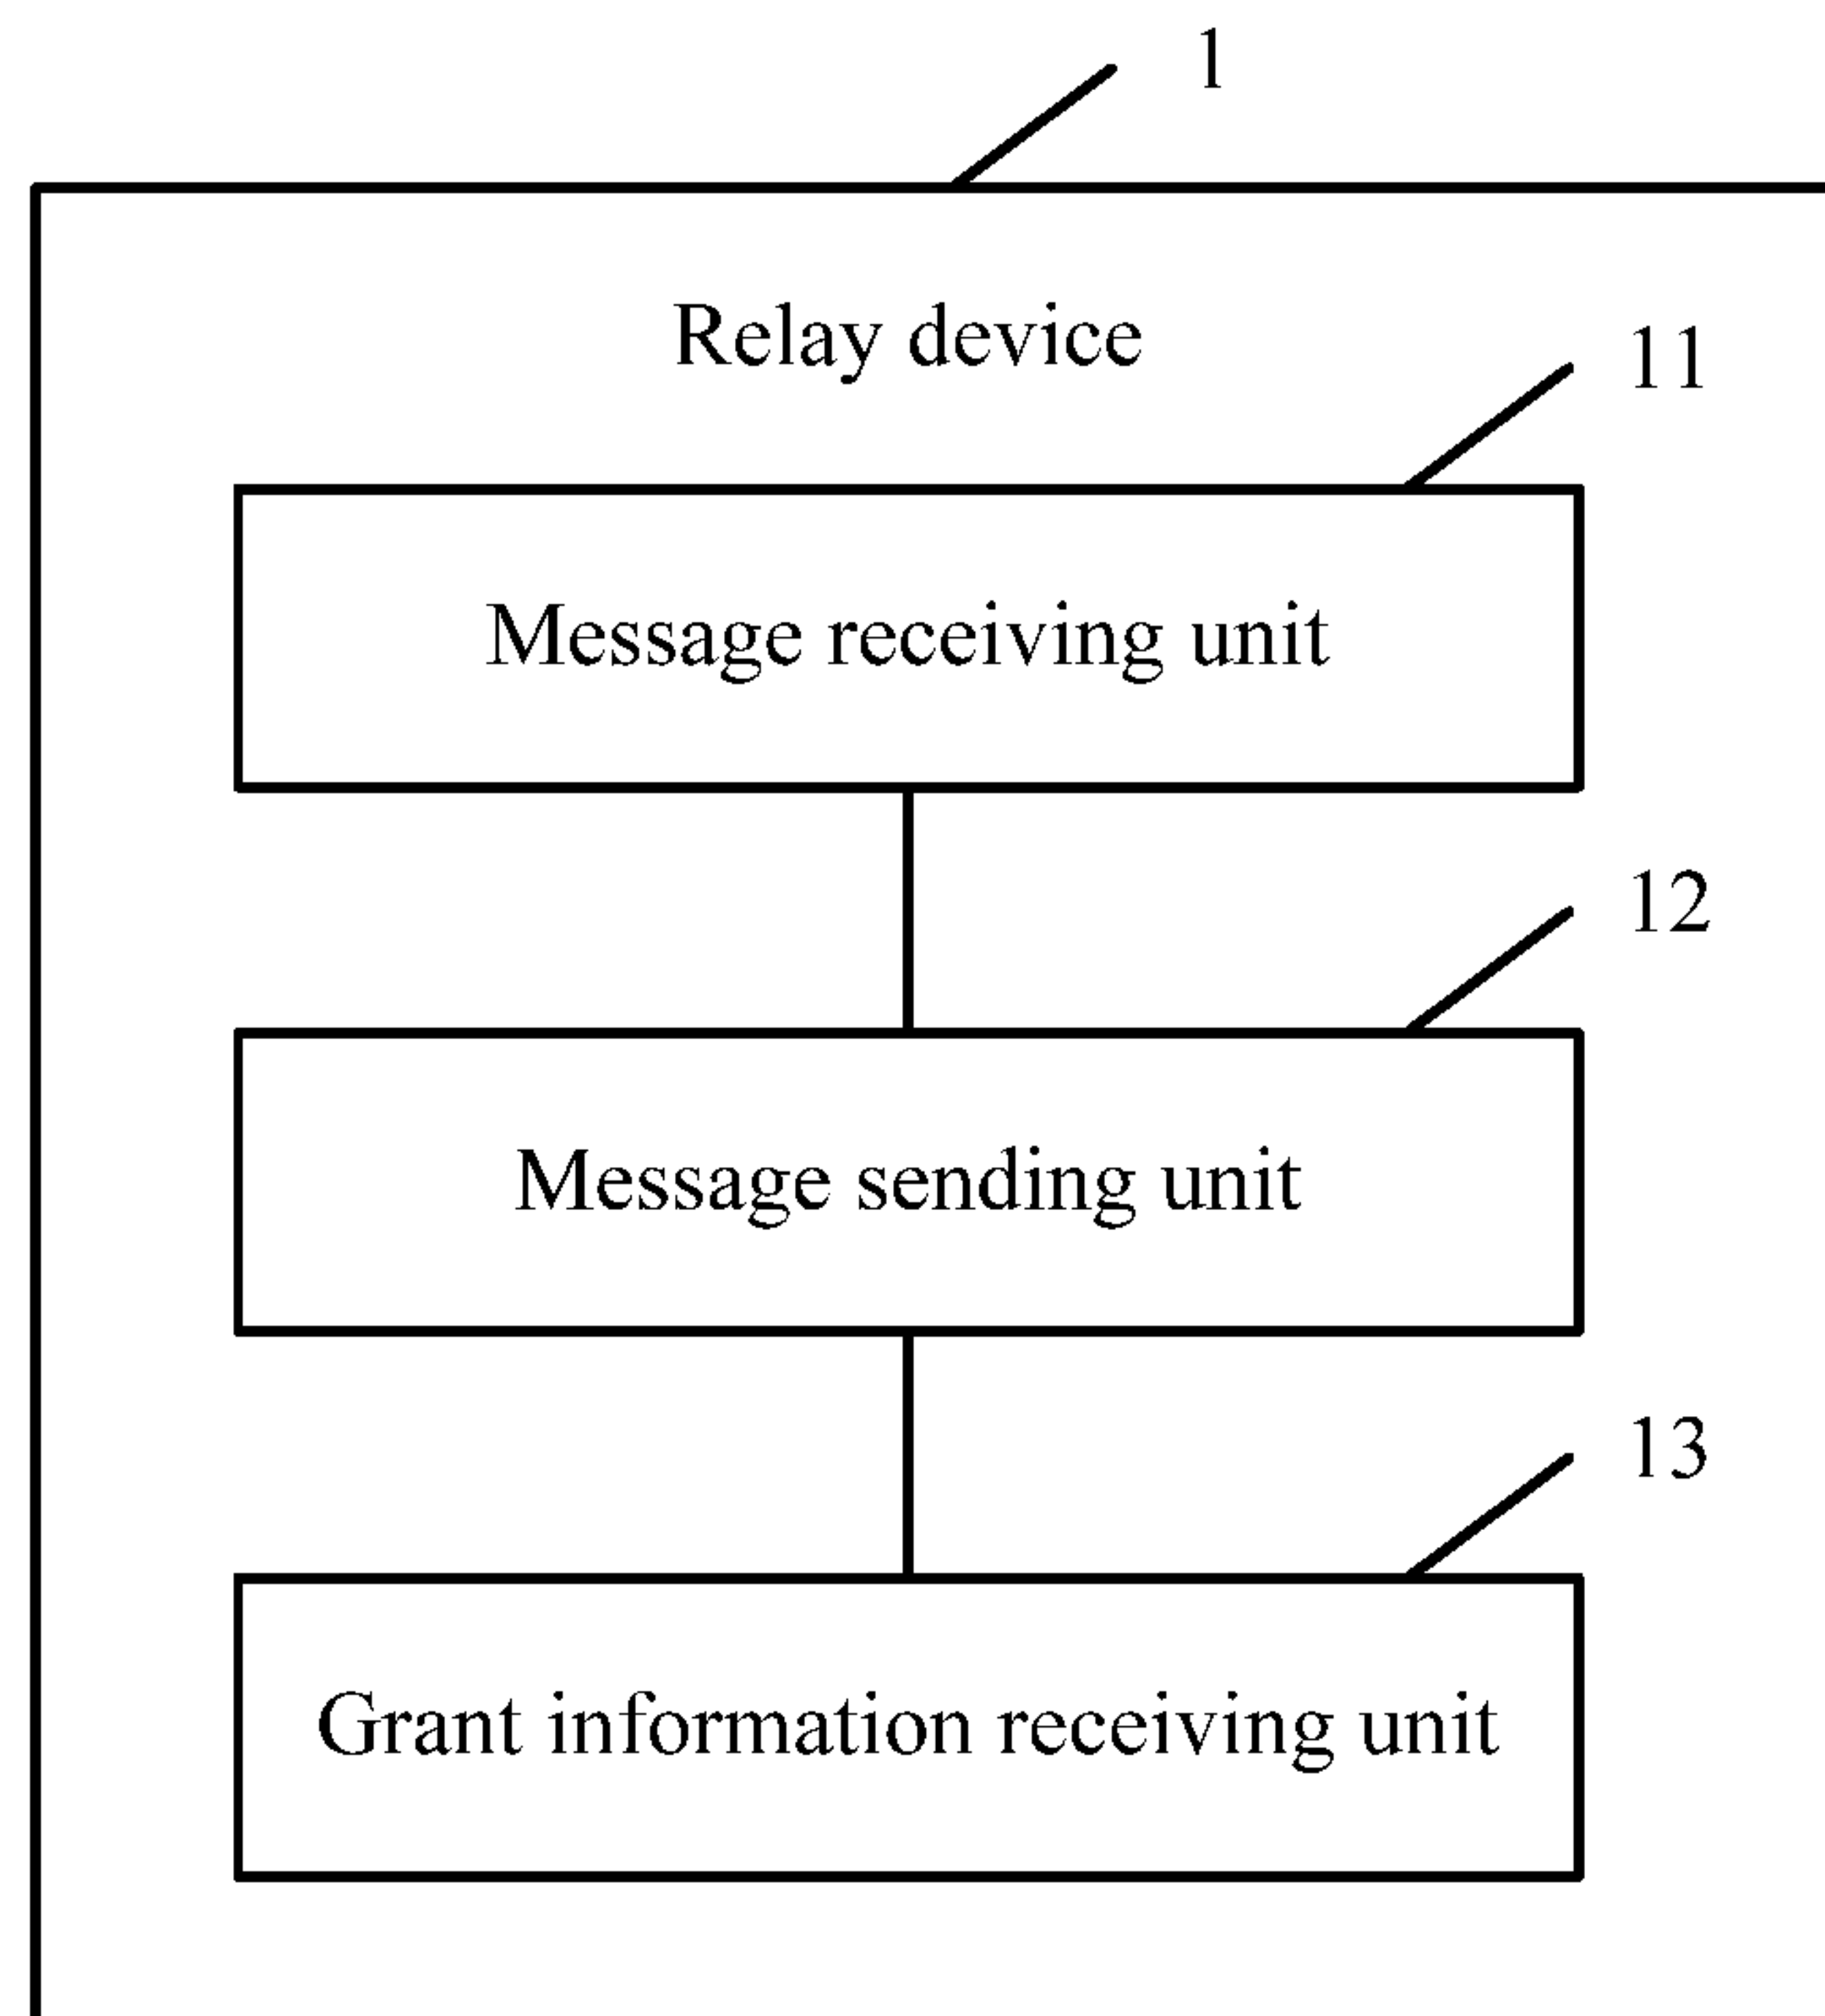 1
Relay device
11
Message receiving unit
12
Message sending unit
13
Grant information receiving unit